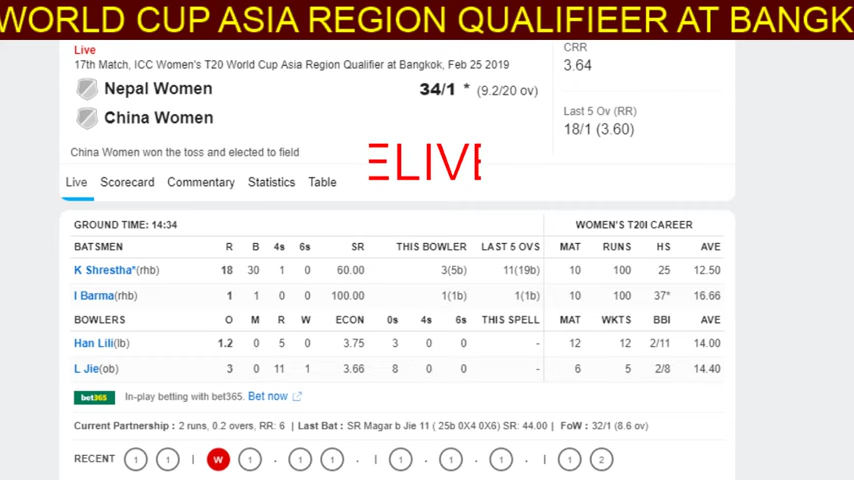 WORLD CUP ASIA REGION QUALIFIEER AT BANGK
Live
17th Match, ICC Women's T20 World Cup Asia Region Qualifier at Bangkok, Feb 25 2019
Nepal Women 34/1 * (9.2/20 ov)
China Women
China Women won the toss and elected to field
CRR
3.64
Last 5 Ov (RR)
18/1 (3.60)
ELIVE
Live Scorecard Commentary Statistics Table
GROUND TIME: 14:34 WOMEN'S T20I CAREER
BATSMEN R B 4s 6s SR THIS BOWLER LAST 5 OVS MAT RUNS HS AVE
K Shrestha*(rhb) 18 30 1 0 60.00 3(5b) 11(19b) 10 100 25 12.50
I Barma(rhb) 1 1 0 0 100.00 1(1b) 1(1b) 10 100 37* 16.66
BOWLERS O M R W ECON 0s 4s 6s THIS SPELL MAT WKTS BBI AVE
Han Lili(lb) 1.2 0 5 0 3.75 3 0 0 - 12 12 2/11 14.00
L Jie(ob) 3 0 11 1 3.66 8 0 0 - 6 5 2/8 14.40
bet365 In-play betting with bet365. Bet now
Current Partnership : 2 runs, 0.2 overs, RR: 6 | Last Bat : SR Magar b Jie 11 ( 25b 0X4 0X6) SR: 44.00 | FoW : 32/1 (8.6 ov)
RECENT 1 1 | W 1 . 1 1 . | 1 . 1 . 1 . | 1 2